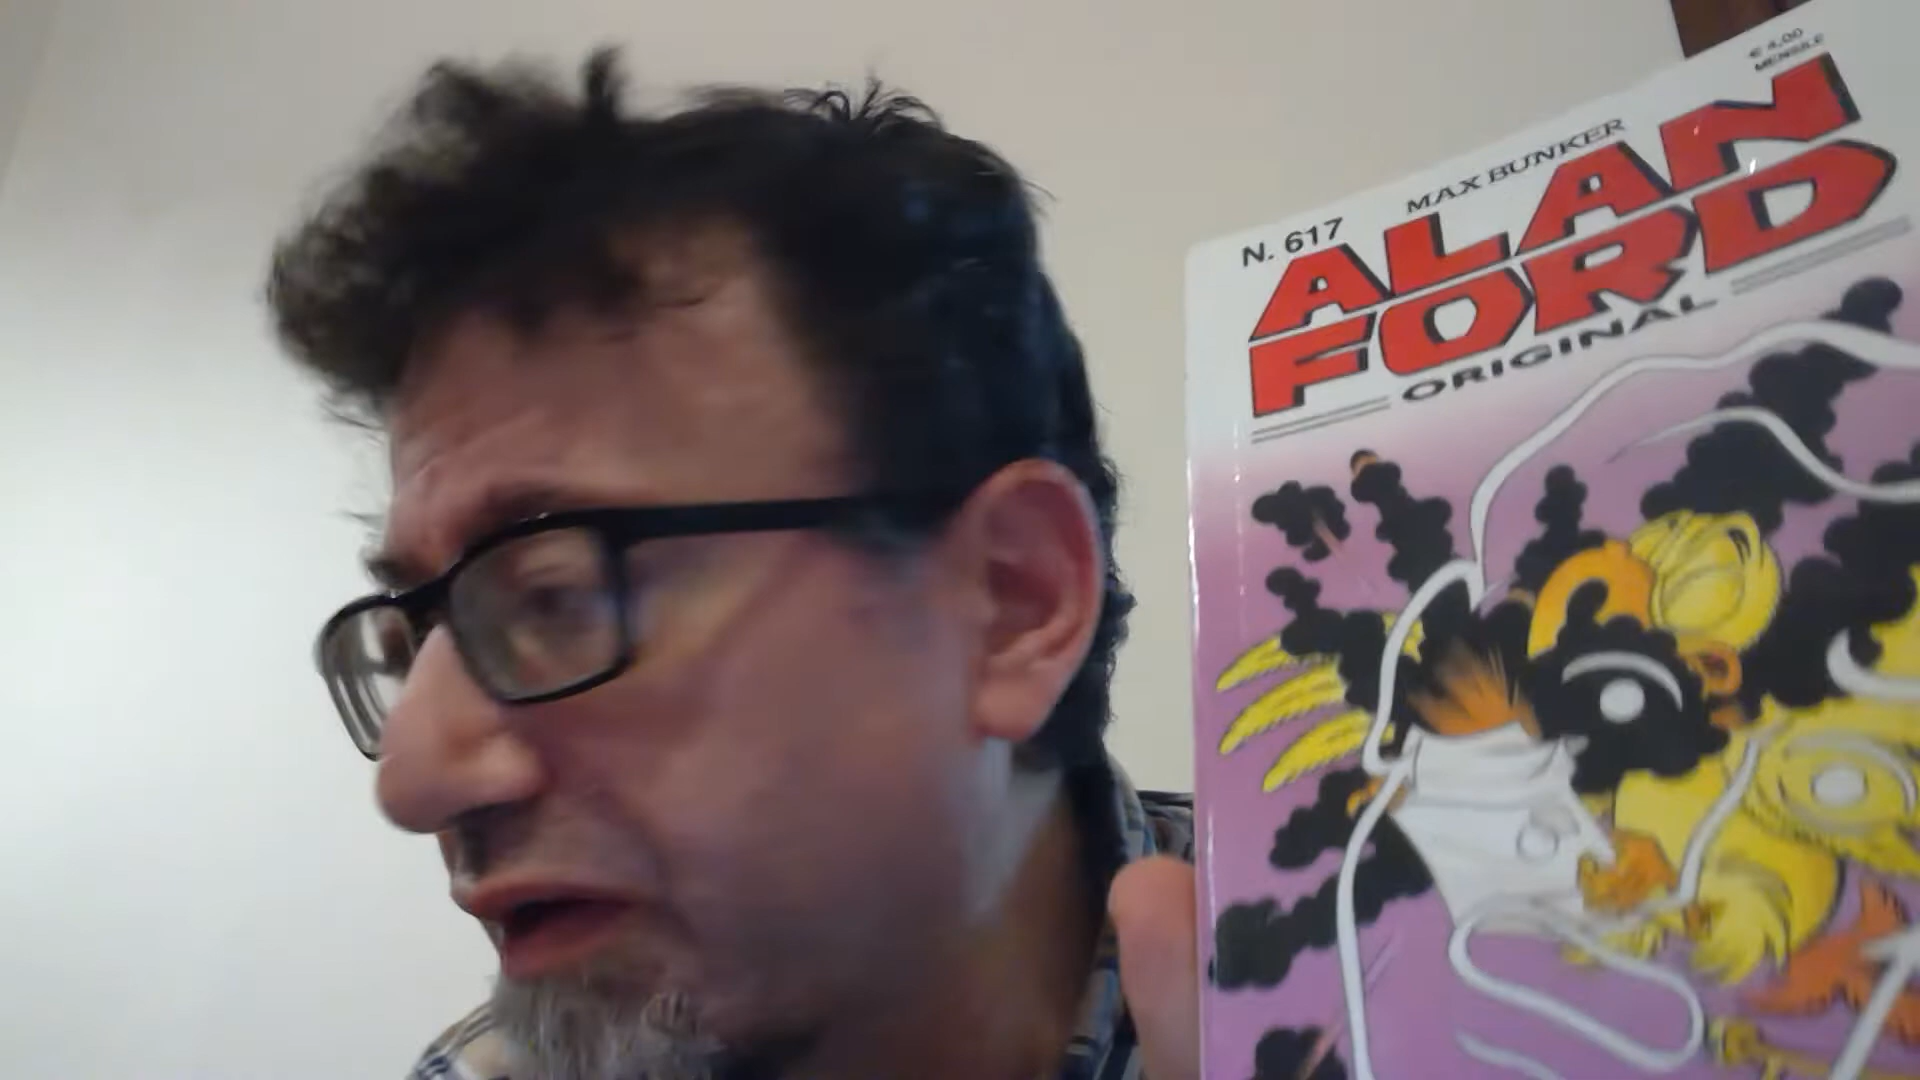 € 4,00
MENSILE
N. 617
MAX BUNKER
ALAN
FORD
ORIGINAL